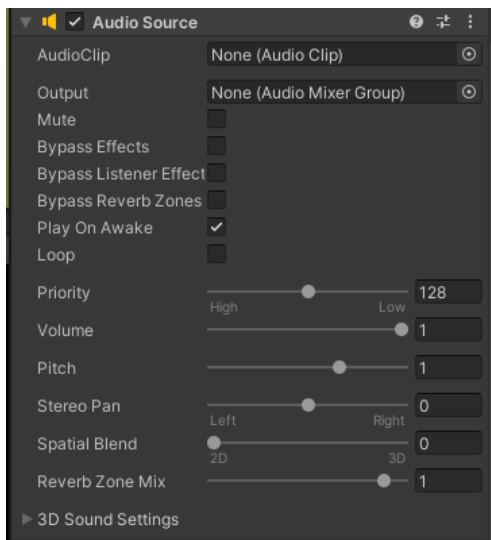 Audio Source
AudioClip None (Audio Clip)
Output None (Audio Mixer Group)
Mute
Bypass Effects
Bypass Listener Effect
Bypass Reverb Zones
Play On Awake
Loop
Priority 128
High Low
Volume 1
Pitch 1
Stereo Pan 0
Left Right
Spatial Blend 0
2D 3D
Reverb Zone Mix 1
3D Sound Settings